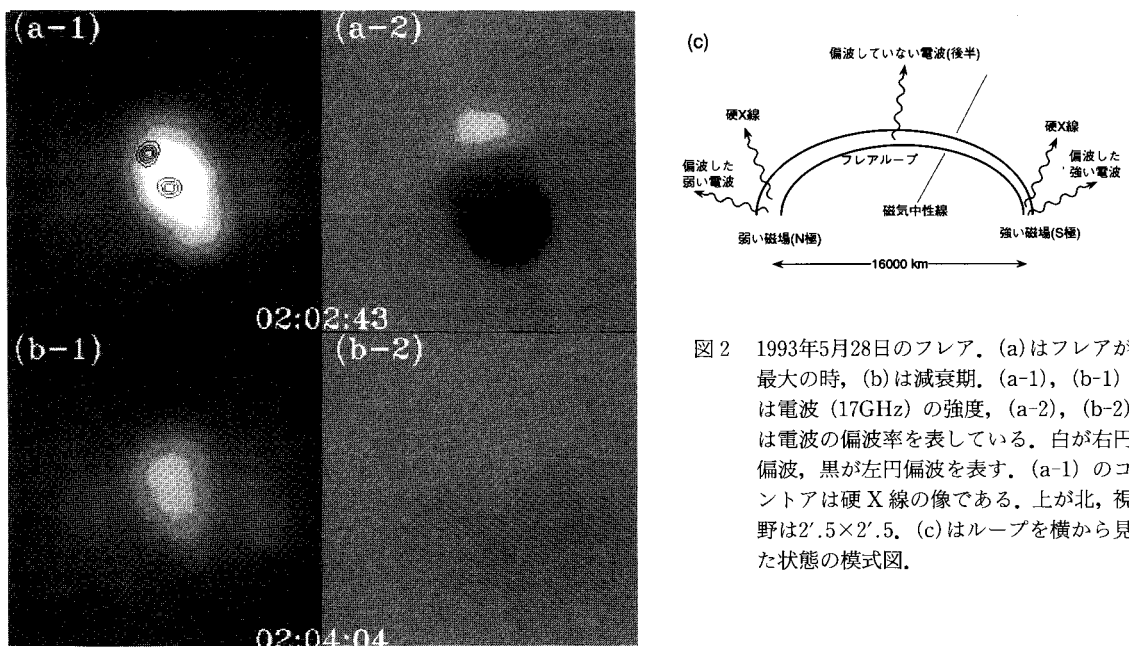 (a-1)
(a-2)
02:02:43
(b-1)
(b-2)
02:04:04
(c)
偏波していない電波(後半)
硬X線
硬X線
偏波した
弱い電波
偏波した
強い電波
フレアループ
磁気中性線
弱い磁場(N極)
強い磁場(S極)
16000 km
図2 1993年5月28日のフレア．(a)はフレアが
最大の時，(b)は減衰期．(a-1)，(b-1)
は電波（17GHz）の強度，(a-2)，(b-2)
は電波の偏波率を表している．白が右円
偏波，黒が左円偏波を表す．(a-1) のコ
ントアは硬X線の像である．上が北，視
野は2′.5×2′.5．(c)はループを横から見
た状態の模式図．